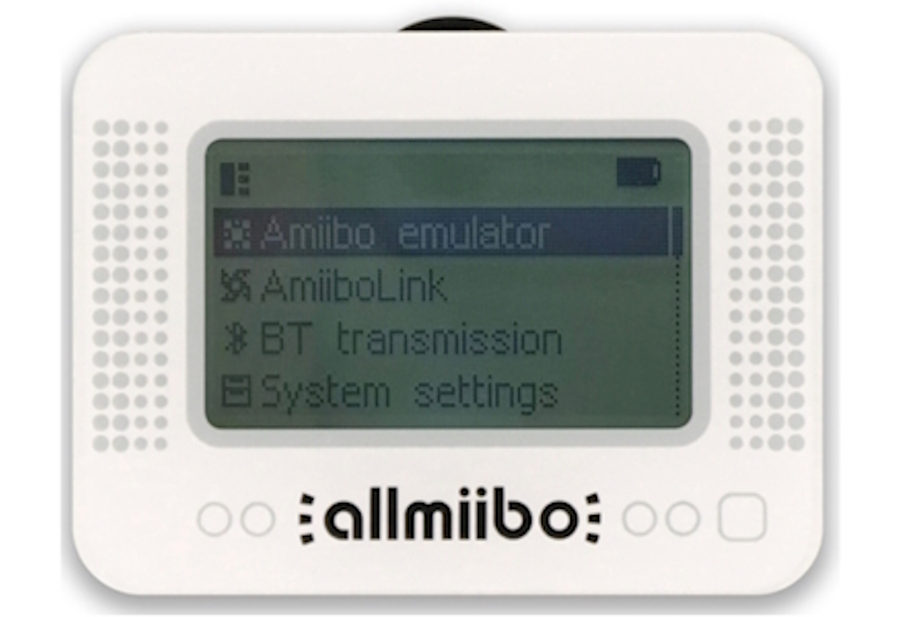 Amiibo emulator
AmiiboLink
BT transmission
System settings
allmiibo